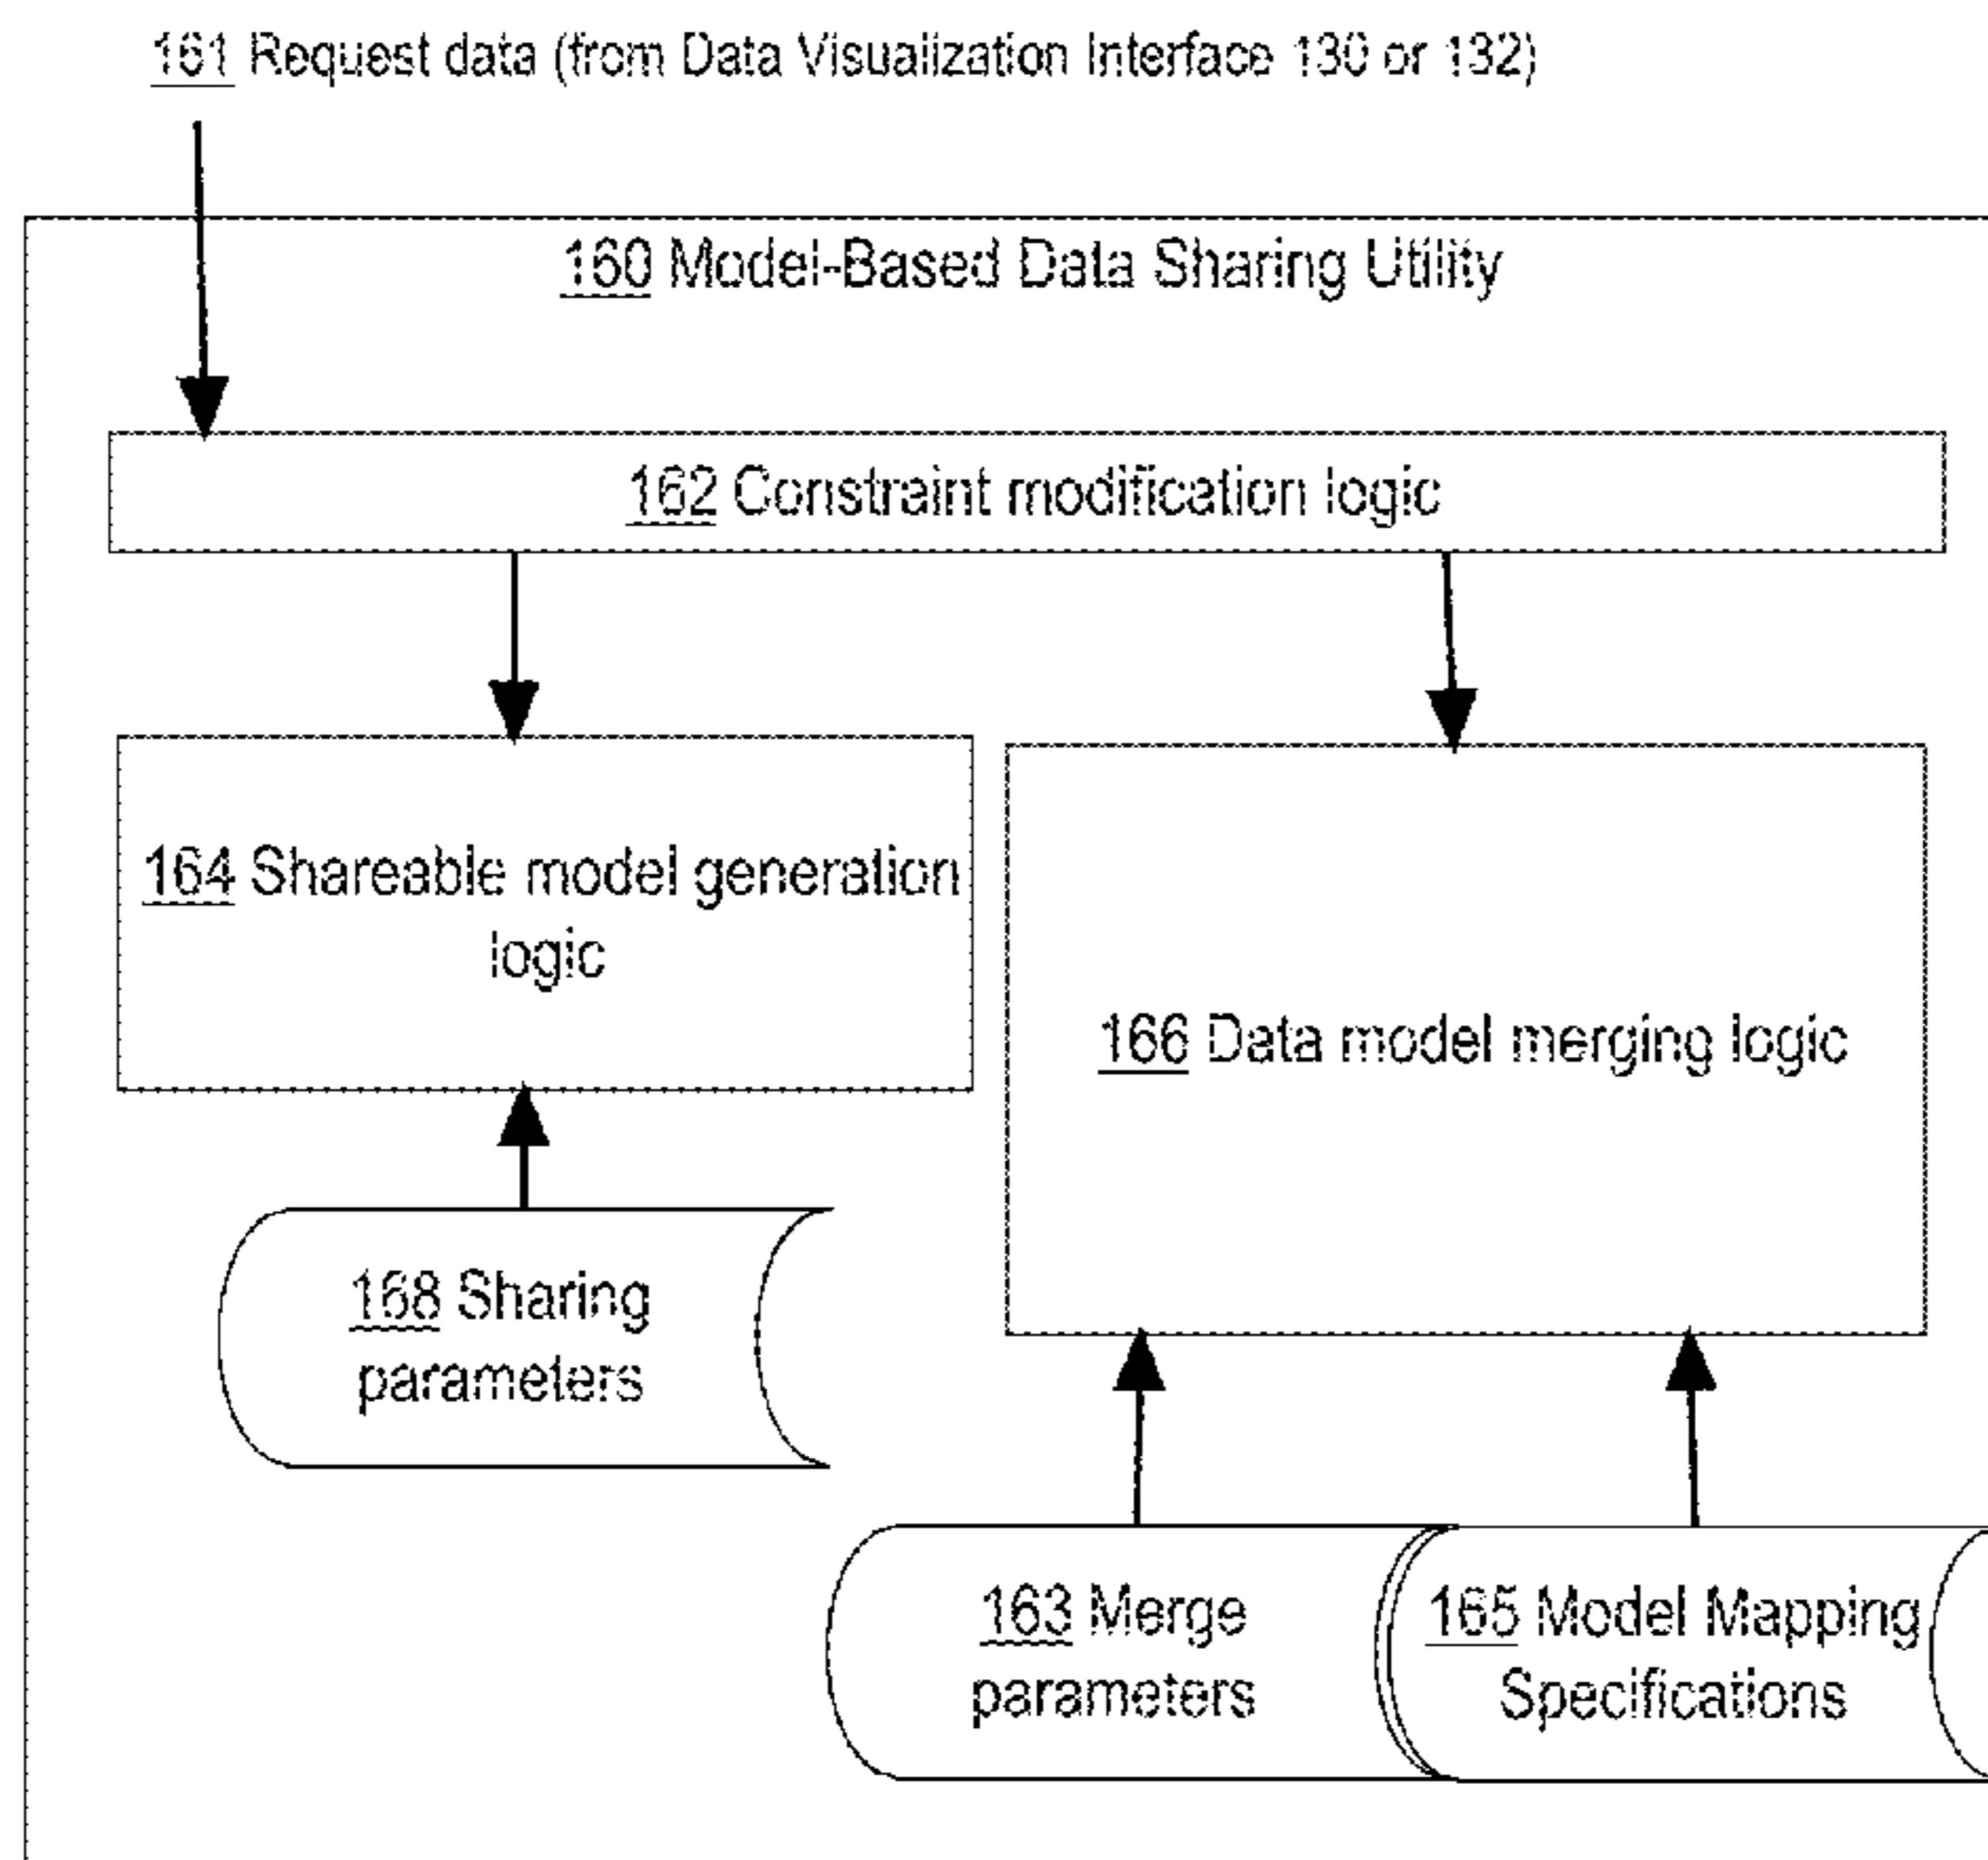 161 Request data (from Data Visualization Interface 130 or 132)
160 Model-Based Data Sharing Utility
162 Constraint modification logic
164 Shareable model generation
logic
166 Data model merging logic
168 Sharing
parameters
163 Merge
parameters
165 Model Mapping
Specifications